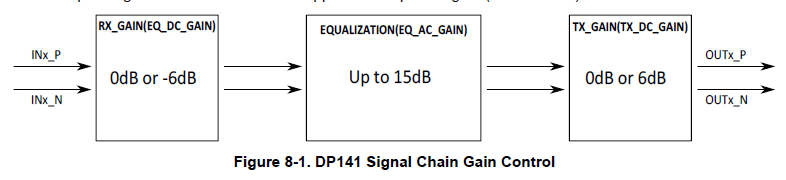 RX_GAIN(EQ_DC_GAIN)
EQUALIZATION(EQ_AC_GAIN)
TX_GAIN(TX_DC_GAIN)
INx_P
OUTx_P
0dB or -6dB
Up to 15dB
0dB or 6dB
INx_N
OUTx_N
Figure 8-1. DP141 Signal Chain Gain Control